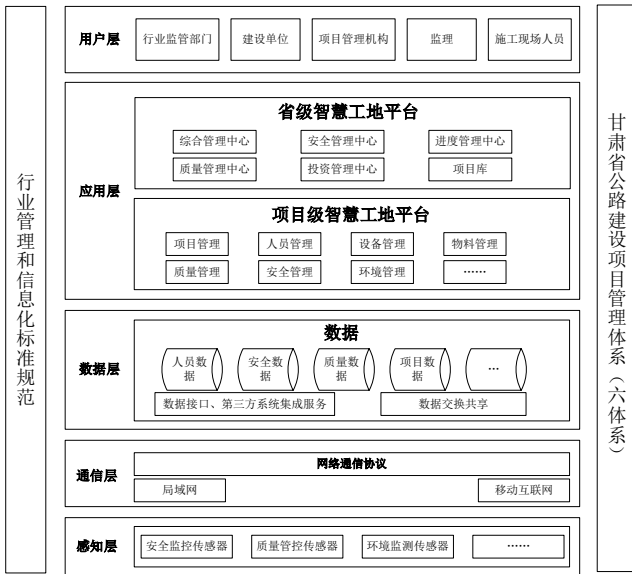 行业管理和信息化标准规范
用户层
行业监管部门
建设单位
项目管理机构
监理
施工现场人员
应用层
省级智慧工地平台
综合管理中心
安全管理中心
进度管理中心
质量管理中心
投资管理中心
项目库
项目级智慧工地平台
项目管理
人员管理
设备管理
物料管理
质量管理
安全管理
环境管理
……
数据层
数据
人员数
据
安全数
据
质量数
据
项目数
据
…
数据接口、第三方系统集成服务
数据交换共享
通信层
网络通信协议
局域网
移动互联网
感知层
安全监控传感器
质量管控传感器
环境监测传感器
……
甘肃省公路建设项目管理体系（六体系）